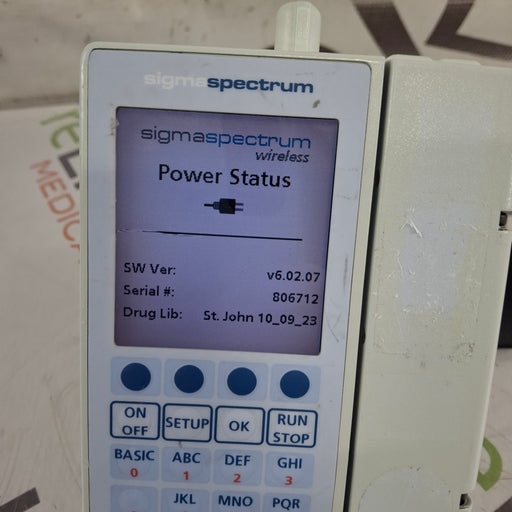 sigmaspectrum
sigmaspectrum
wireless
Power Status
SW Ver: v6.02.07
Serial #: 806712
Drug Lib: St. John 10_09_23
ON OFF
SETUP
OK
RUN STOP
BASIC 0
ABC 1
DEF 2
GHI 3
JKL
MNO
PQR
MEDICA